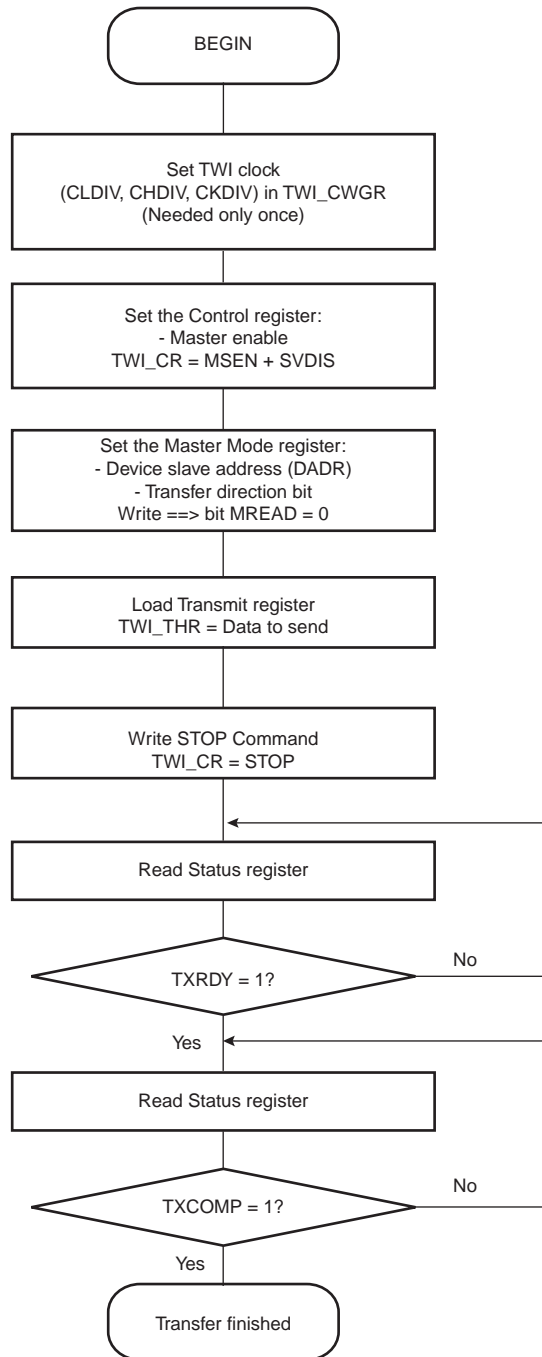 BEGIN
Set TWI clock
(CLDIV, CHDIV, CKDIV) in TWI_CWGR
(Needed only once)
Set the Control register:
- Master enable
TWI_CR = MSEN + SVDIS
Set the Master Mode register:
- Device slave address (DADR)
- Transfer direction bit
Write ==> bit MREAD = 0
Load Transmit register
TWI_THR = Data to send
Write STOP Command
TWI_CR = STOP
Read Status register
TXRDY = 1?
No
Yes
Read Status register
TXCOMP = 1?
No
Yes
Transfer finished